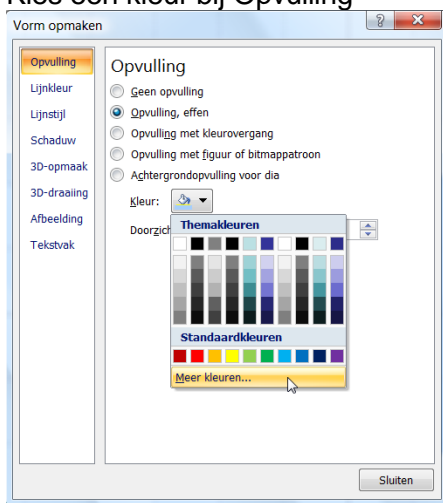 Kies een kleur bij Opvulling
Vorm opmaken
Opvulling
Lijnkleur
Lijnstijl
Schaduw
3D-opmaak
3D-draaiing
Afbeelding
Tekstvak
Opvulling
Geen opvulling
Opvulling, effen
Opvulling met kleurovergang
Opvulling met figuur of bitmappatroon
Achtergrondopvulling voor dia
Kleur:
Themakleuren
Standaardkleuren
Meer kleuren...
Sluiten